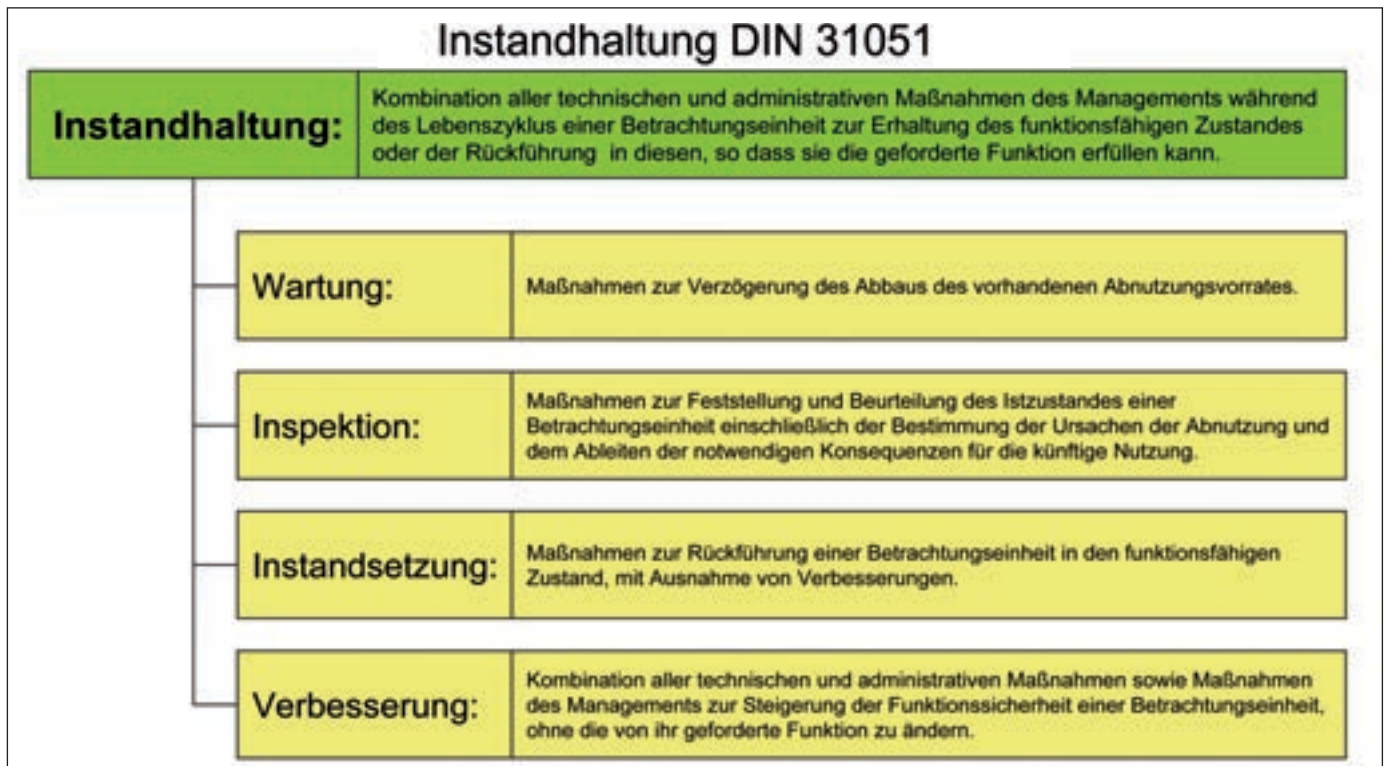 Instandhaltung DIN 31051
Instandhaltung:
Kombination aller technischen und administrativen Maßnahmen des Managements während
des Lebenszyklus einer Betrachtungseinheit zur Erhaltung des funktionsfähigen Zustandes
oder der Rückführung in diesen, so dass sie die geforderte Funktion erfüllen kann.
Wartung:
Maßnahmen zur Verzögerung des Abbaus des vorhandenen Abnutzungsvorrates.
Inspektion:
Maßnahmen zur Feststellung und Beurteilung des Istzustandes einer
Betrachtungseinheit einschließlich der Bestimmung der Ursachen der Abnutzung und
dem Ableiten der notwendigen Konsequenzen für die künftige Nutzung.
Instandsetzung:
Maßnahmen zur Rückführung einer Betrachtungseinheit in den funktionsfähigen
Zustand, mit Ausnahme von Verbesserungen.
Verbesserung:
Kombination aller technischen und administrativen Maßnahmen sowie Maßnahmen
des Managements zur Steigerung der Funktionssicherheit einer Betrachtungseinheit,
ohne die von ihr geforderte Funktion zu ändern.